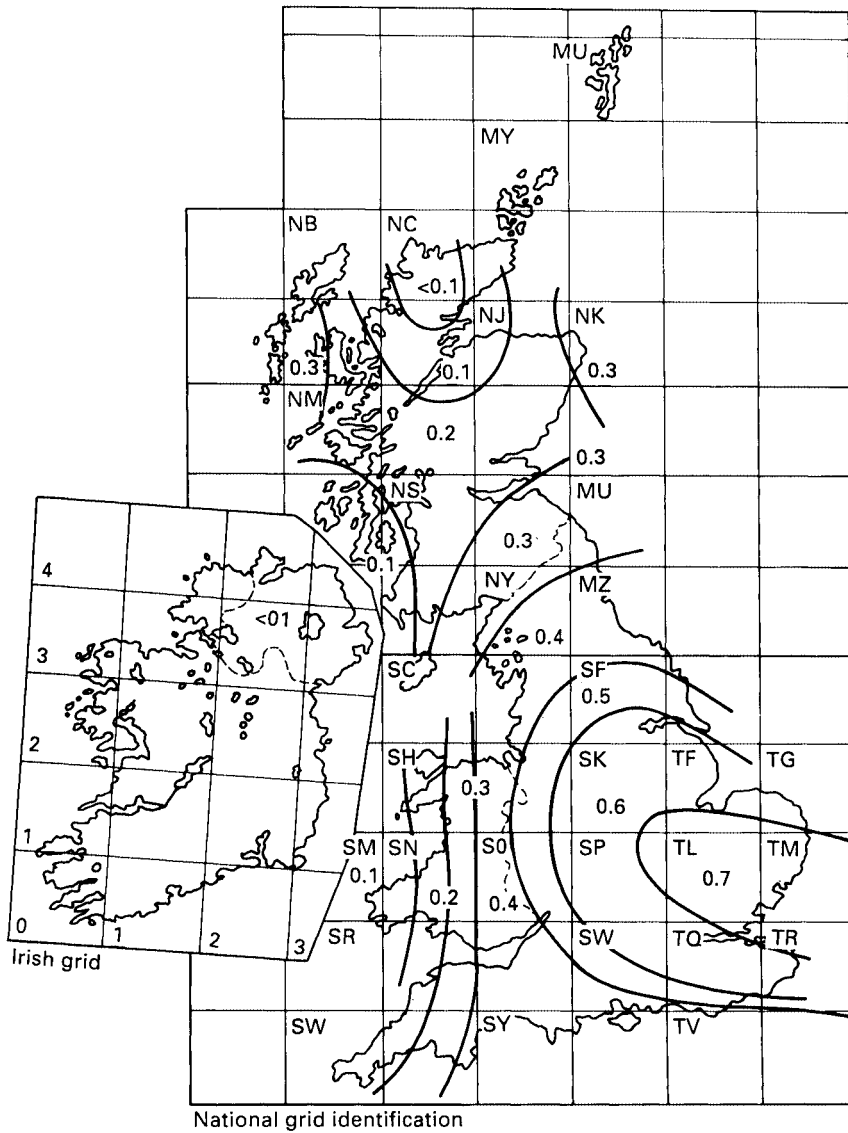 MU
MY
NB NC
<0.1
NJ NK
0.3 0.1 0.3
NM
0.2
0.3
NS MU
0.3
0.1
NY MZ
4
<01
0.4
3
SC SF
0.5
2
SH SK TF TG
0.3
0.6
1
SM SN S0 SP TL TM
0.1 0.7
0.2 0.4
0 1 2 3
SR SW TQ TR
Irish grid
SW SY TV
National grid identification